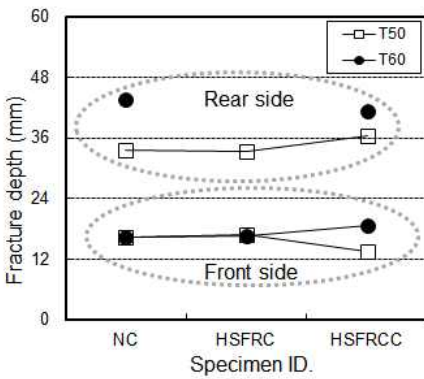 60
T50
T60
48
Rear side
36
24
12
Front side
0
Fracture depth (mm)
NC HSFRC HSFRCC
Specimen ID.